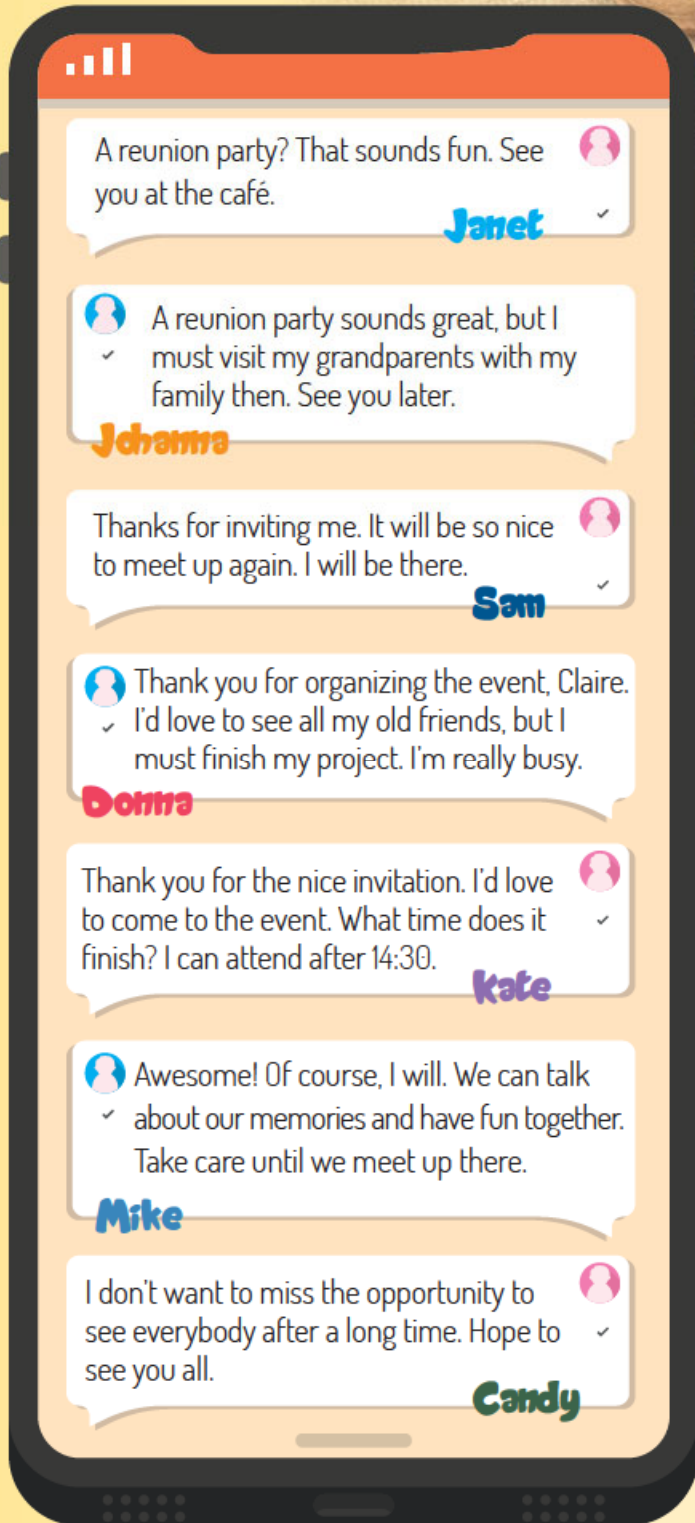 A reunion party? That sounds fun. See
you at the café.
Janet
A reunion party sounds great, but I
must visit my grandparents with my
family then. See you later.
Johanna
Thanks for inviting me. It will be so nice
to meet up again. I will be there.
Sam
Thank you for organizing the event, Claire.
I'd love to see all my old friends, but I
must finish my project. I'm really busy.
Donna
Thank you for the nice invitation. I'd love
to come to the event. What time does it
finish? I can attend after 14:30.
Kate
Awesome! Of course, I will. We can talk
about our memories and have fun together.
Take care until we meet up there.
Mike
I don't want to miss the opportunity to
see everybody after a long time. Hope to
see you all.
Candy